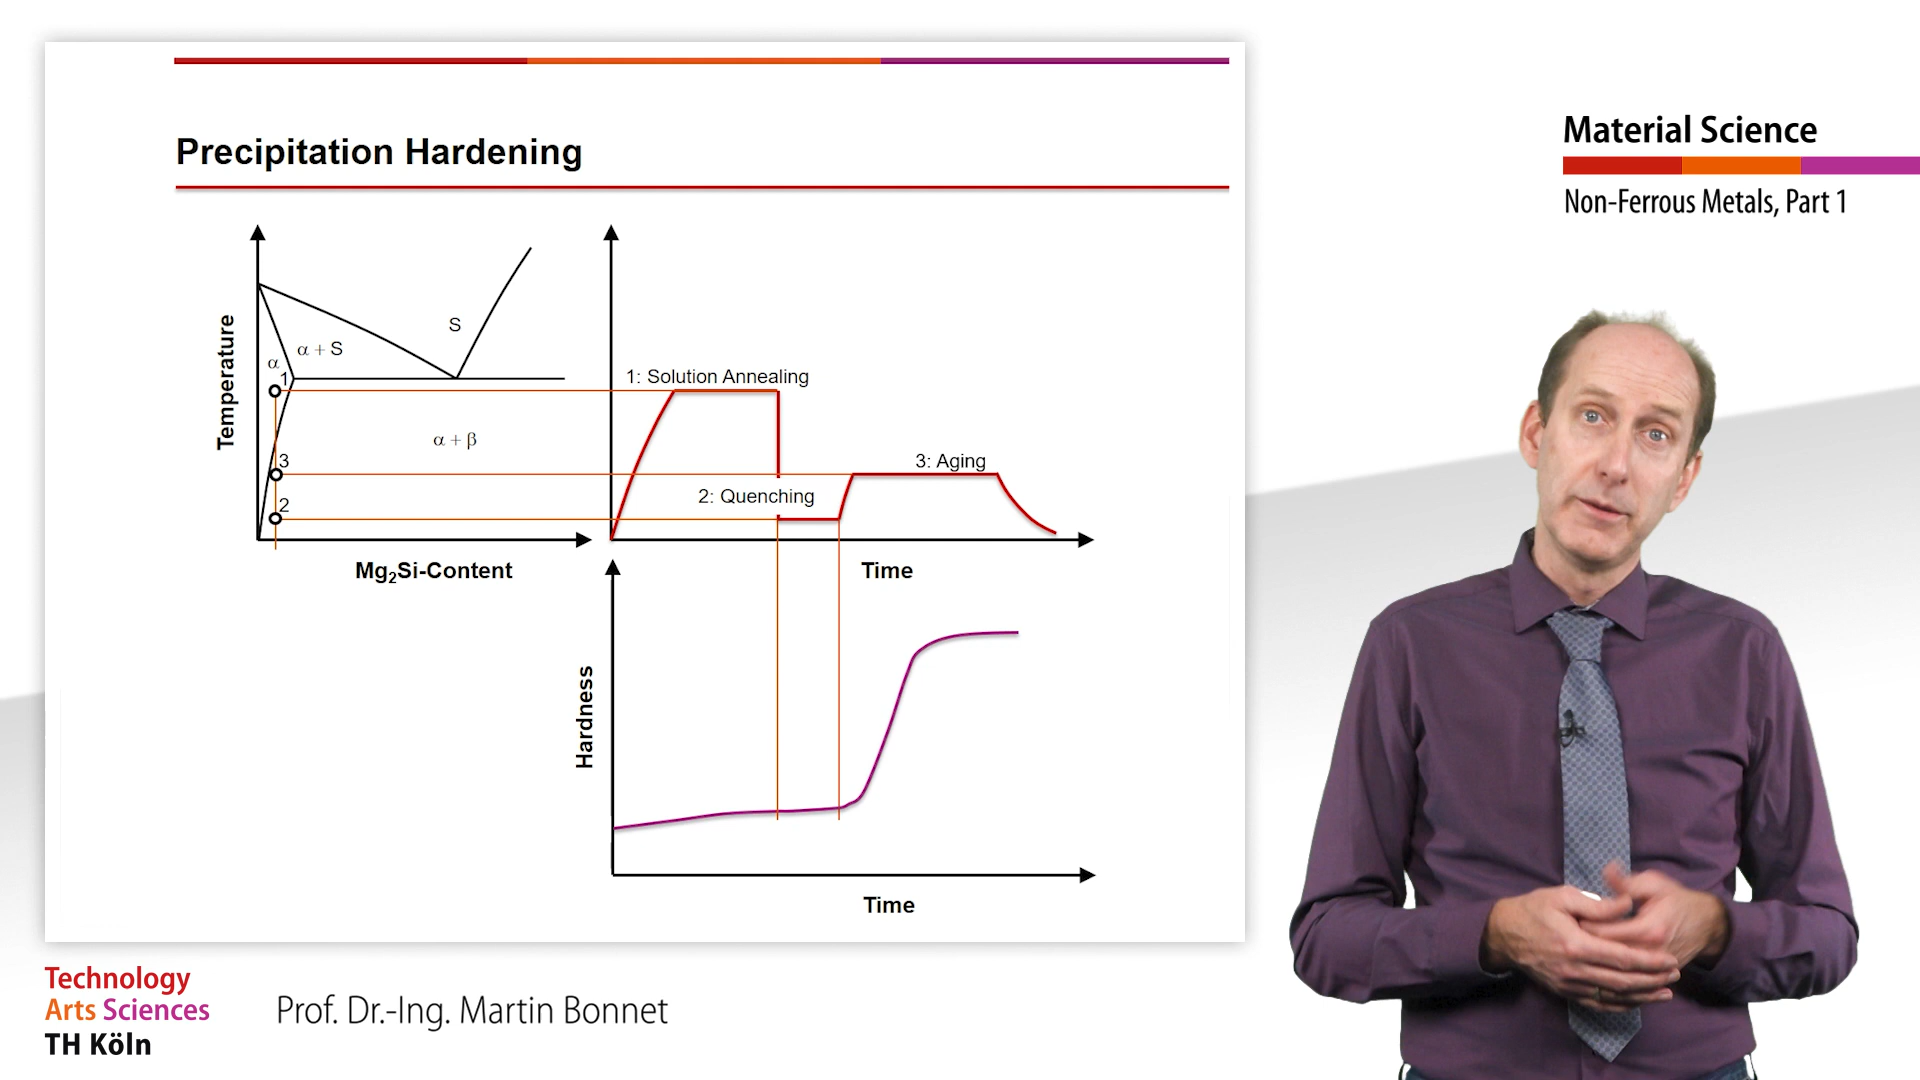 Precipitation Hardening
Temperature
S
α + S
α
1
α + β
3
2
Mg₂Si-Content
1: Solution Annealing
3: Aging
2: Quenching
Time
Hardness
Time
Material Science
Non-Ferrous Metals, Part 1
Technology
Arts Sciences
TH Köln
Prof. Dr.-Ing. Martin Bonnet